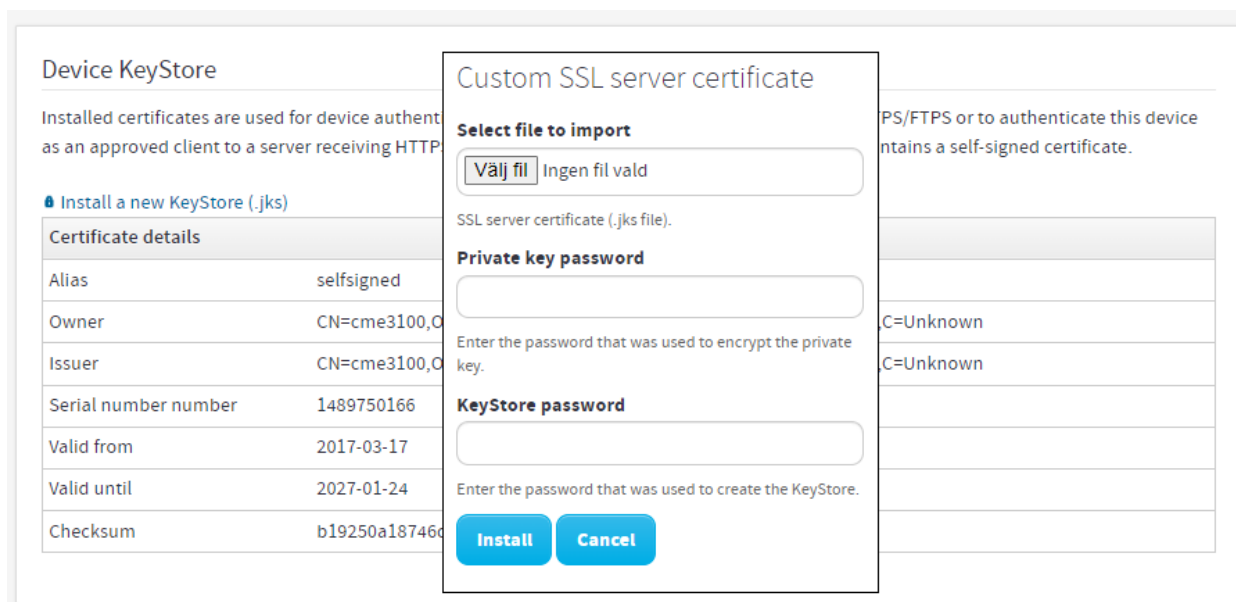 Device KeyStore
Installed certificates are used for device authenti
PS/FTPS or to authenticate this device
as an approved client to a server receiving HTTP
ntains a self-signed certificate.
Install a new KeyStore (.jks)
Certificate details
Alias selfsigned
Owner CN=cme3100,O
,C=Unknown
Issuer CN=cme3100,O
,C=Unknown
Serial number number 1489750166
Valid from 2017-03-17
Valid until 2027-01-24
Checksum b19250a18746
Custom SSL server certificate
Select file to import
Välj fil Ingen fil vald
SSL server certificate (.jks file).
Private key password
Enter the password that was used to encrypt the private
key.
KeyStore password
Enter the password that was used to create the KeyStore.
Install Cancel